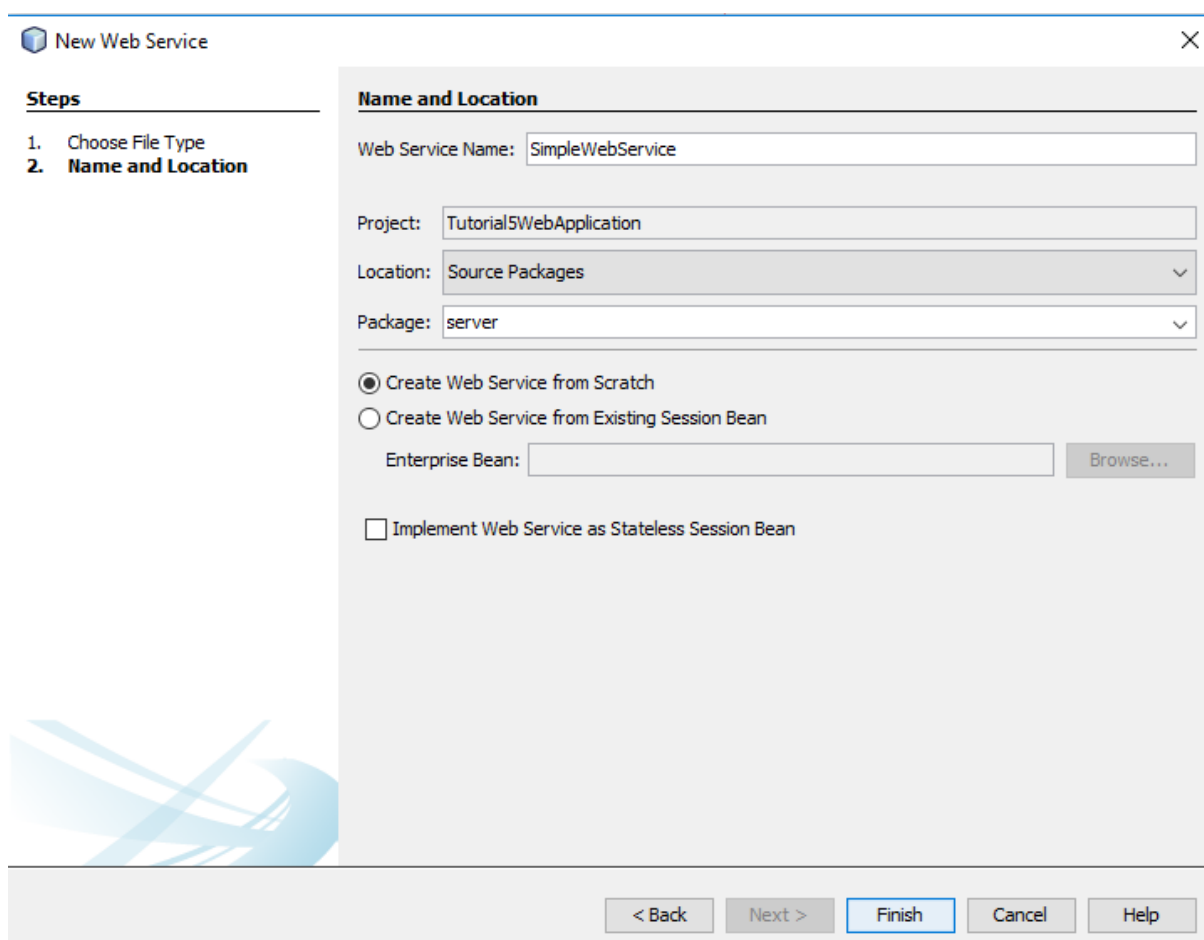 New Web Service
Steps
1. Choose File Type
2. Name and Location
Name and Location
Web Service Name: SimpleWebService
Project: Tutorial5WebApplication
Location: Source Packages
Package: server
Create Web Service from Scratch
Create Web Service from Existing Session Bean
Enterprise Bean: Browse...
Implement Web Service as Stateless Session Bean
< Back Next > Finish Cancel Help